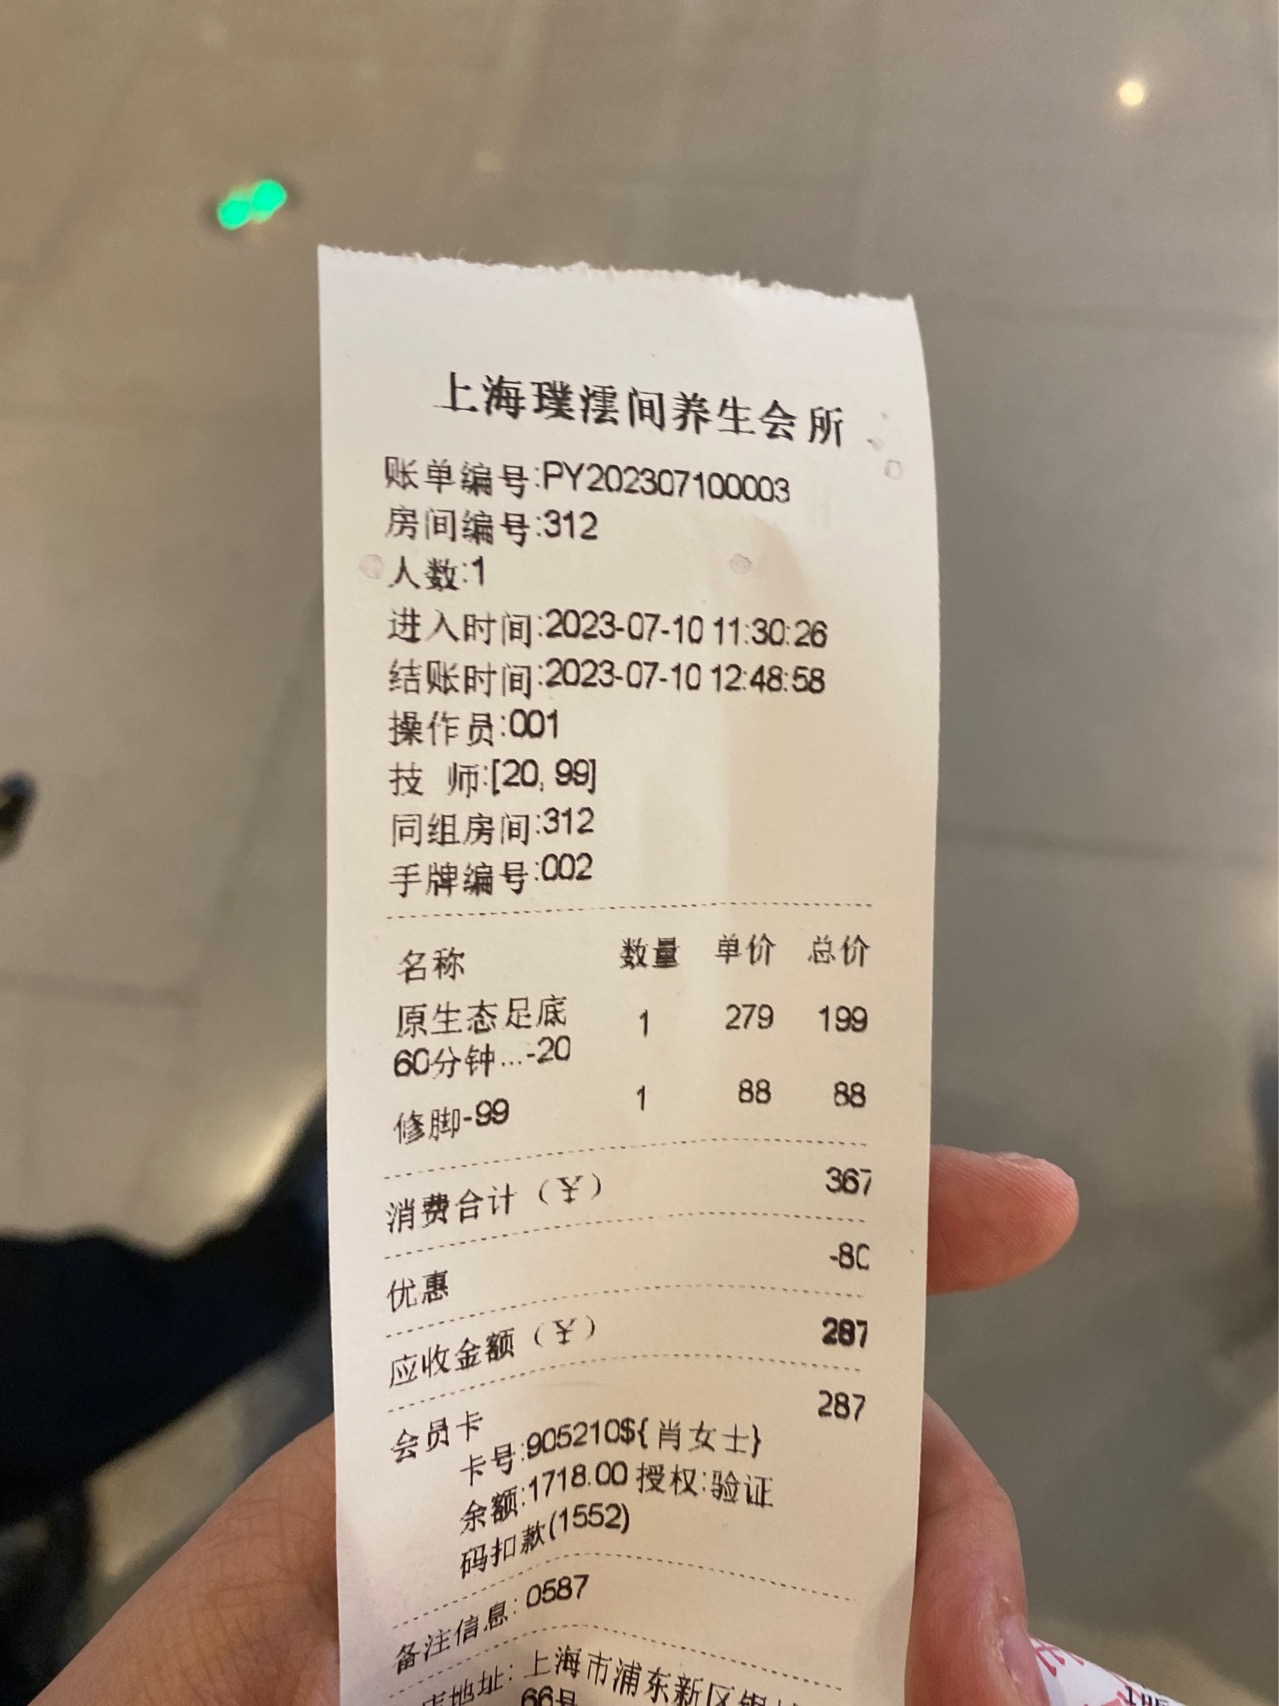 上海璞澐间养生会所
账单编号:PY202307100003
房间编号:312
人数:1
进入时间:2023-07-10 11:30:26
结账时间:2023-07-10 12:48:58
操作员:001
技 师:[20, 99]
同组房间:312
手牌编号:002
名称 数量 单价 总价
原生态足底 1 279 199
60分钟...-20
修脚-99 1 88 88
消费合计（大） 367
优惠 -80
应收金额（大） 287
会员卡 287
卡号:905210${肖女士}
余额:1718.00 授权:验证
码扣款(1552)
备注信息: 0587
店地址: 上海市浦东新区银
66号